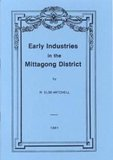 Early Industries
in the
Mittagong District
by
R ELSE-MITCHELL
1981